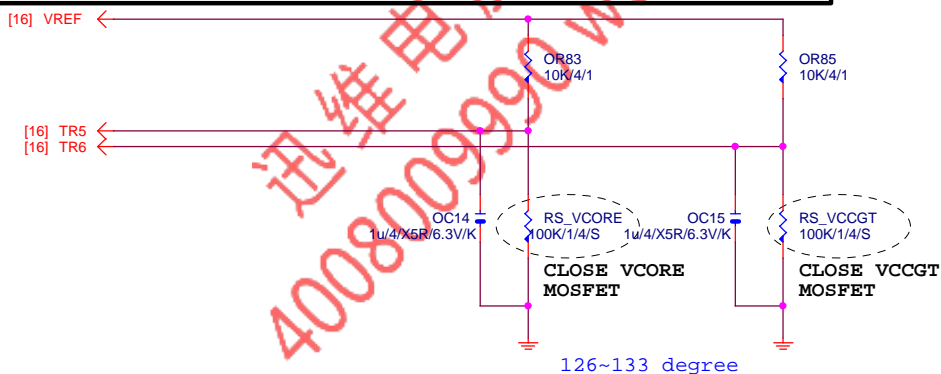 [16] VREF
OR83
10K/4/1
OR85
10K/4/1
[16] TR5
[16] TR6
OC14
1u/4/X5R/6.3V/K
RS_VCORE
100K/1/4/S
OC15
1u/4/X5R/6.3V/K
RS_VCCGT
100K/1/4/S
CLOSE VCORE
MOSFET
CLOSE VCCGT
MOSFET
126~133 degree
迅维电
4008009990 w